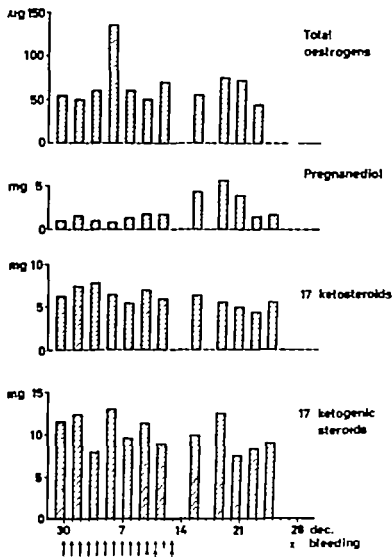 µg 150
Total
oestrogens
100
50
0
Pregnanediol
mg 5
0
mg 10
17 ketosteroids
5
0
mg 15
17 ketogenic
steroids
10
5
0
30 7 14 21 28 dec.
x bleeding